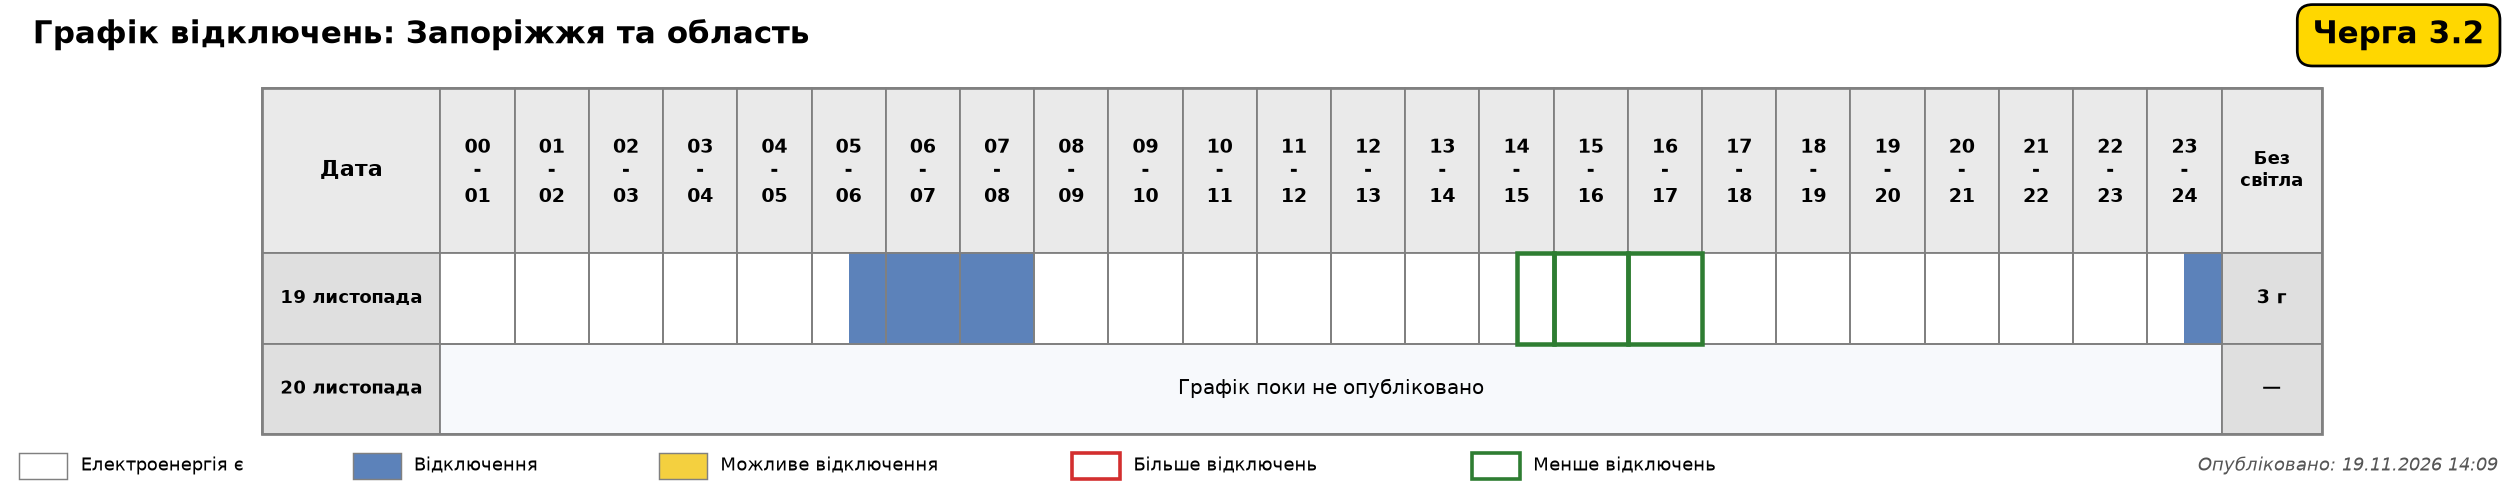 Графік відключень: Запоріжжя та область
Черга 3.2
Дата
00 - 01
01 - 02
02 - 03
03 - 04
04 - 05
05 - 06
06 - 07
07 - 08
08 - 09
09 - 10
10 - 11
11 - 12
12 - 13
13 - 14
14 - 15
15 - 16
16 - 17
17 - 18
18 - 19
19 - 20
20 - 21
21 - 22
22 - 23
23 - 24
Без
світла
19 листопада
3 г
20 листопада
Графік поки не опубліковано
—
Електроенергія є
Відключення
Можливе відключення
Більше відключень
Менше відключень
Опубліковано: 19.11.2026 14:09